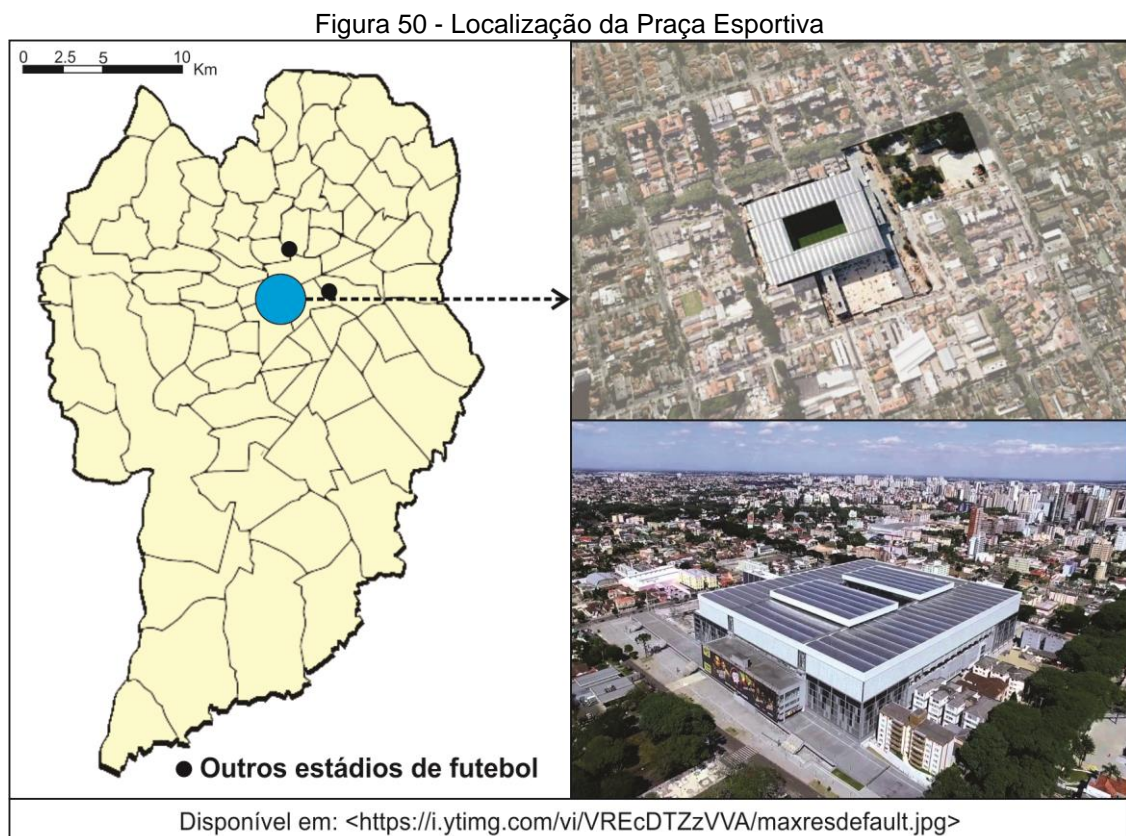 Figura 50 - Localização da Praça Esportiva
0 2.5 5 10
Km
● Outros estádios de futebol
Disponível em: <https://i.ytimg.com/vi/VREcDTZzVVA/maxresdefault.jpg>